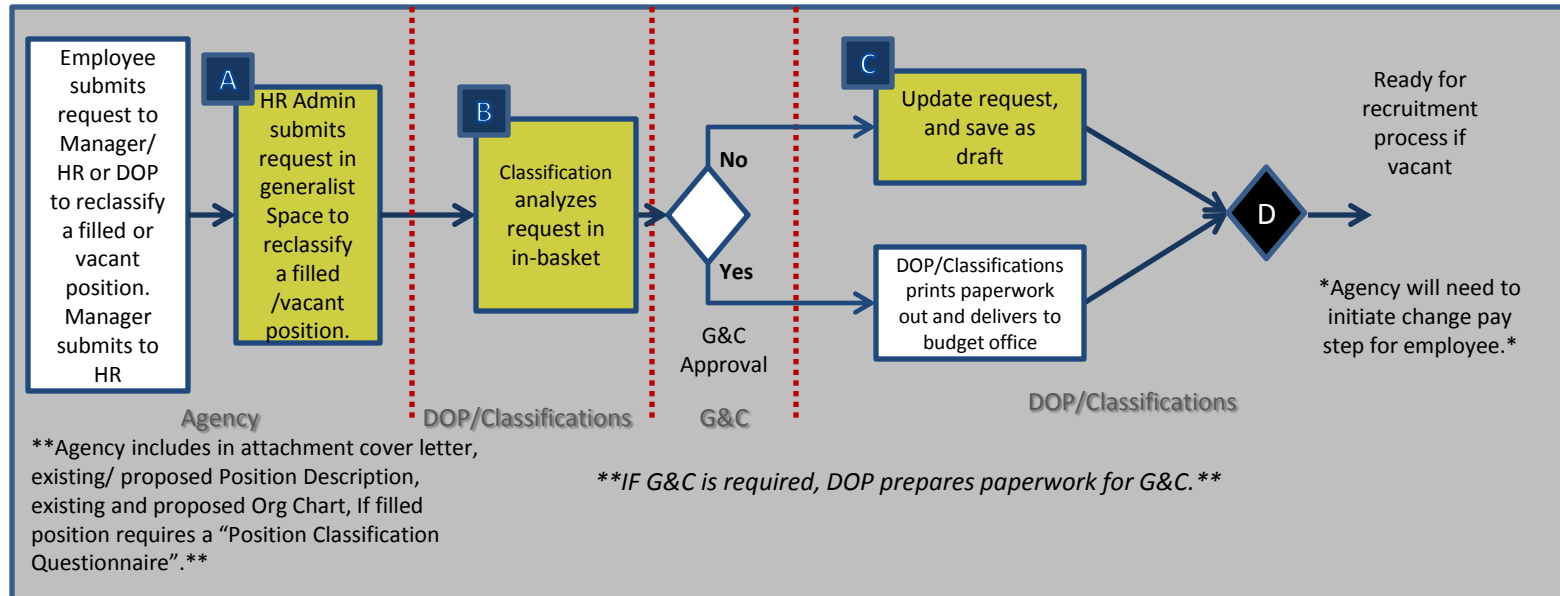 Employee
submits
request to
Manager/
HR or DOP
to reclassify
a filled or
vacant
position.
Manager
submits to
HR
A
HR Admin
submits
request in
generalist
Space to
reclassify
a filled
/vacant
position.
B
Classification
analyzes
request in
in-basket
No
Yes
G&C
Approval
C
Update request,
and save as
draft
DOP/Classifications
prints paperwork
out and delivers to
budget office
D
Ready for
recruitment
process if
vacant
*Agency will need to
initiate change pay
step for employee.*
Agency
DOP/Classifications
G&C
DOP/Classifications
**Agency includes in attachment cover letter,
existing/ proposed Position Description,
existing and proposed Org Chart, If filled
position requires a “Position Classification
Questionnaire”.**
**IF G&C is required, DOP prepares paperwork for G&C.**